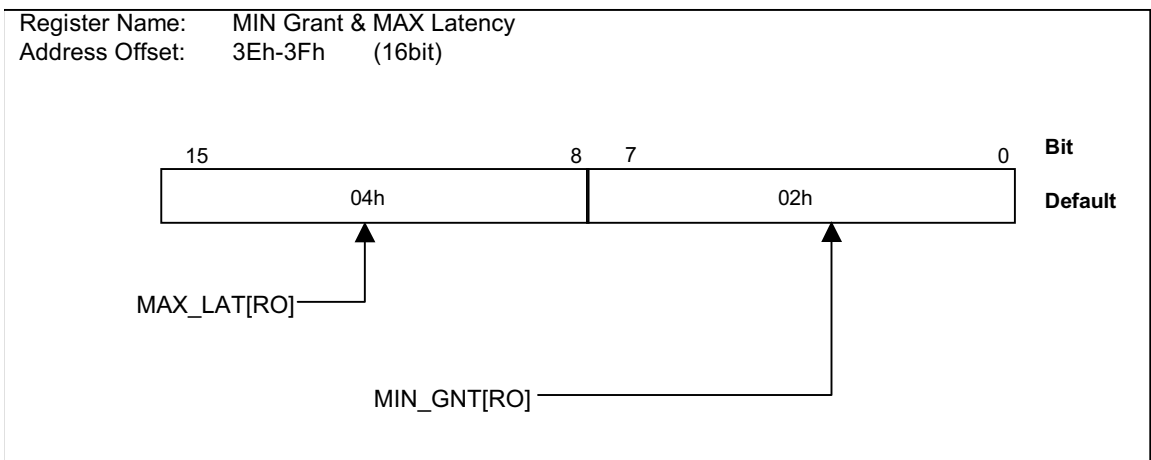 Register Name: MIN Grant & MAX Latency
Address Offset: 3Eh-3Fh (16bit)
15 8 7 0 Bit
04h 02h Default
MAX_LAT[RO]
MIN_GNT[RO]